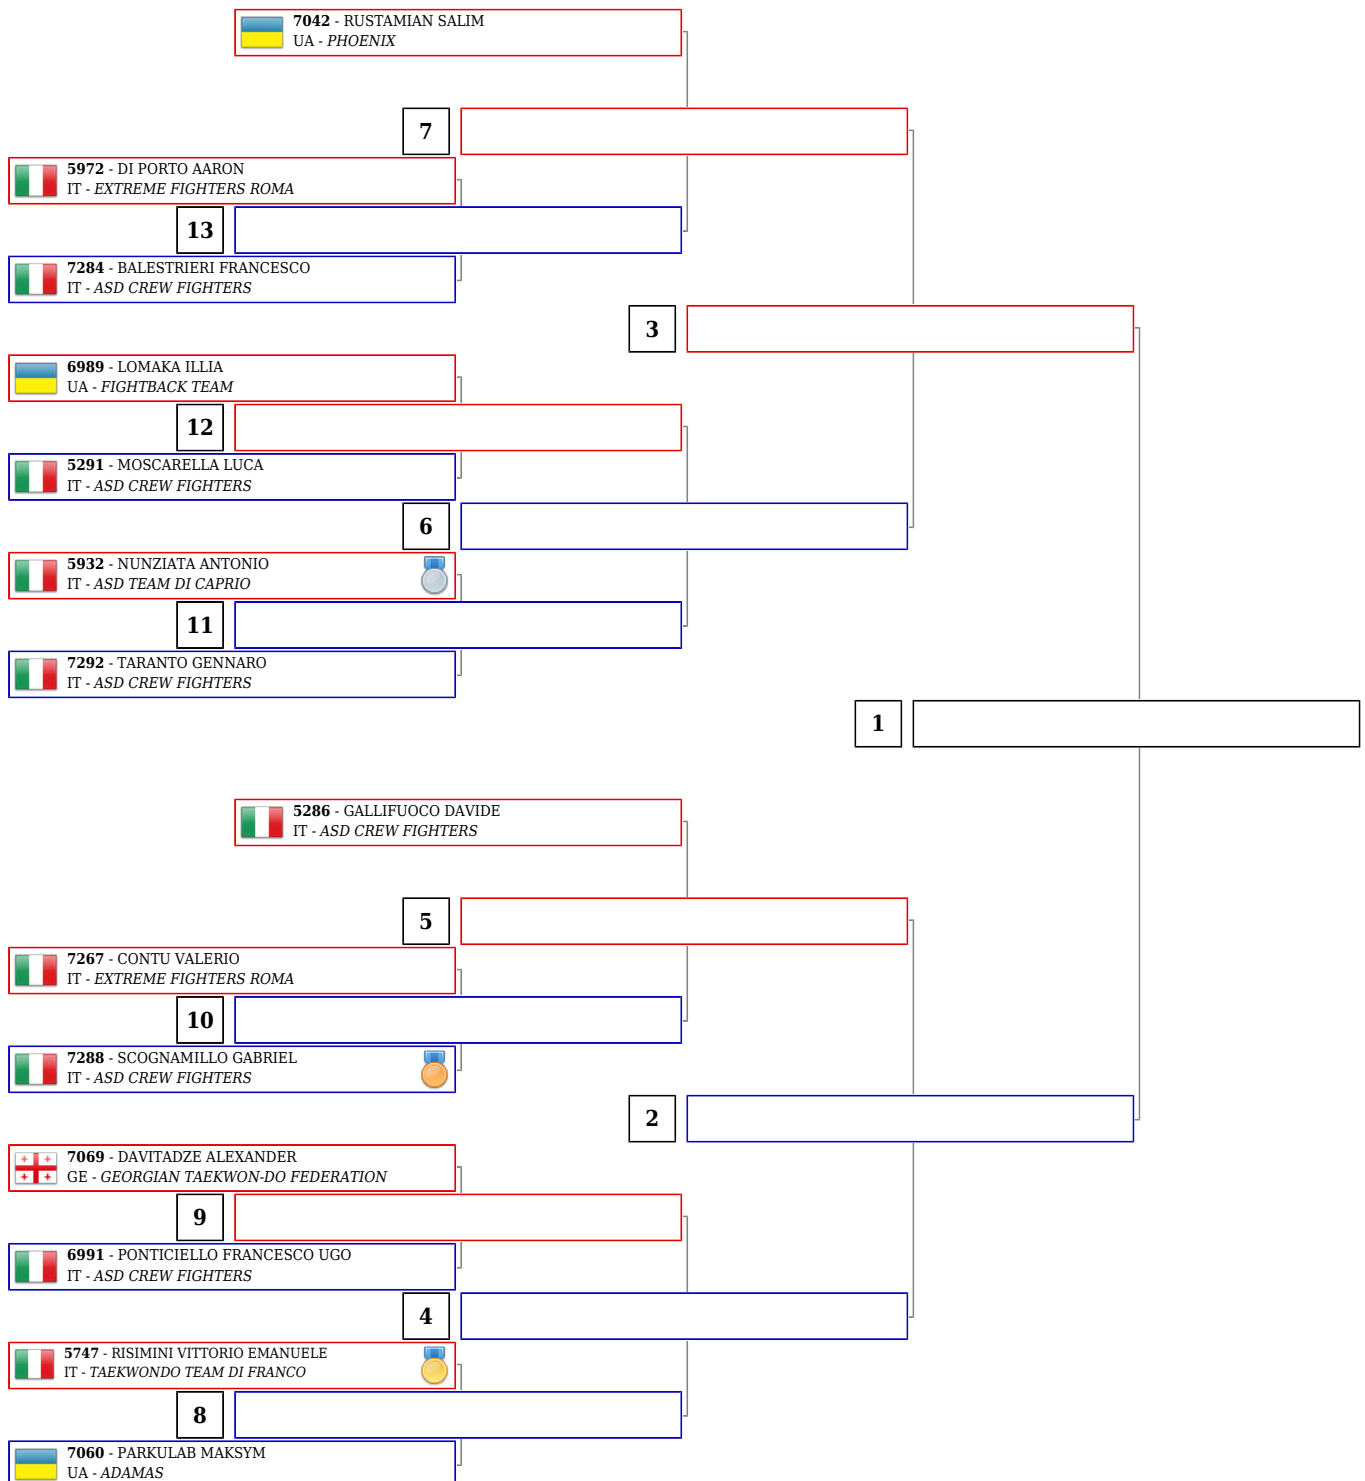 7042 - RUSTAMIAN SALIM
UA - PHOENIX
7
5972 - DI PORTO AARON
IT - EXTREME FIGHTERS ROMA
13
7284 - BALESTRIERI FRANCESCO
IT - ASD CREW FIGHTERS
3
6989 - LOMAKA ILLIA
UA - FIGHTBACK TEAM
12
5291 - MOSCARELLA LUCA
IT - ASD CREW FIGHTERS
6
5932 - NUNZIATA ANTONIO
IT - ASD TEAM DI CAPRIO
11
7292 - TARANTO GENNARO
IT - ASD CREW FIGHTERS
1
5286 - GALLIFUOCO DAVIDE
IT - ASD CREW FIGHTERS
5
7267 - CONTU VALERIO
IT - EXTREME FIGHTERS ROMA
10
7288 - SCOGNAMILLO GABRIEL
IT - ASD CREW FIGHTERS
2
7069 - DAVITADZE ALEXANDER
GE - GEORGIAN TAEKWON-DO FEDERATION
9
6991 - PONTICIELLO FRANCESCO UGO
IT - ASD CREW FIGHTERS
4
5747 - RISIMINI VITTORIO EMANUELE
IT - TAEKWONDO TEAM DI FRANCO
8
7060 - PARKULAB MAKSYM
UA - ADAMAS